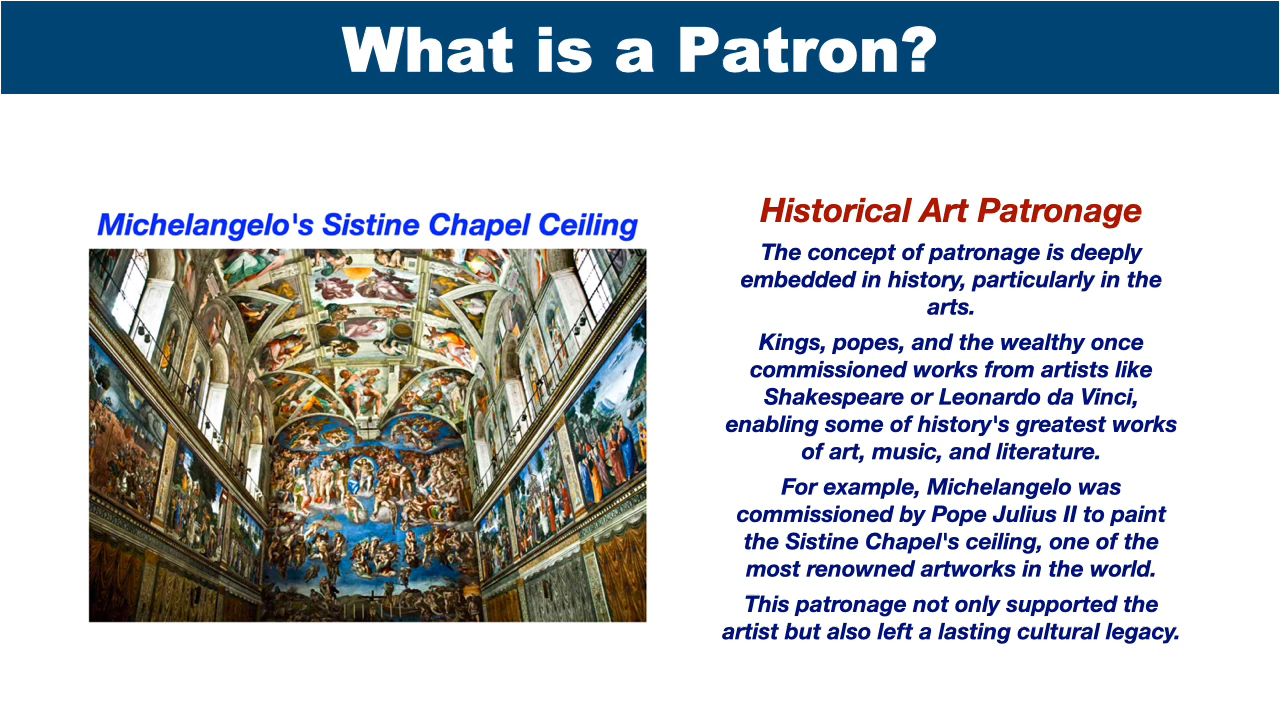 What is a Patron?
Michelangelo's Sistine Chapel Ceiling
Historical Art Patronage
The concept of patronage is deeply
embedded in history, particularly in the
arts.
Kings, popes, and the wealthy once
commissioned works from artists like
Shakespeare or Leonardo da Vinci,
enabling some of history's greatest works
of art, music, and literature.
For example, Michelangelo was
commissioned by Pope Julius II to paint
the Sistine Chapel's ceiling, one of the
most renowned artworks in the world.
This patronage not only supported the
artist but also left a lasting cultural legacy.